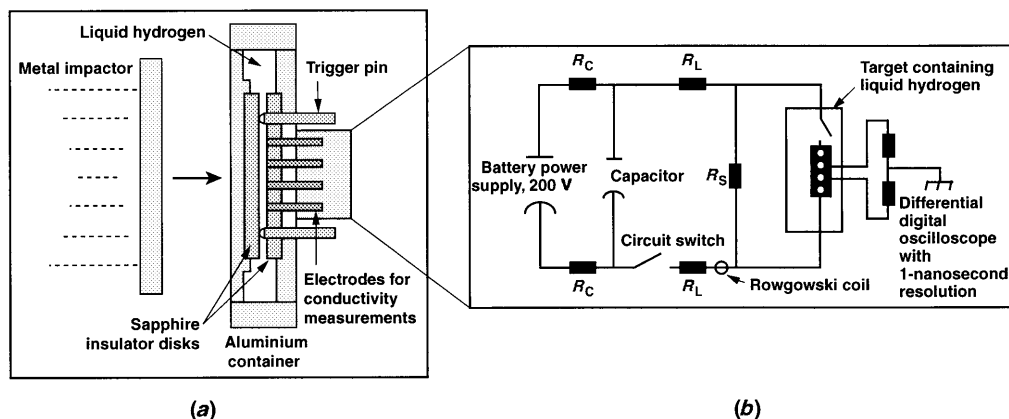 Liquid hydrogen
Metal impactor
Trigger pin
Electrodes for
conductivity
measurements
Sapphire
insulator disks
Aluminium
container
(a)
R_C
R_L
Target containing
liquid hydrogen
Battery power
supply, 200 V
Capacitor
R_S
Circuit switch
Differential
digital
oscilloscope
with
1-nanosecond
resolution
R_C
R_L
Rowgowski coil
(b)